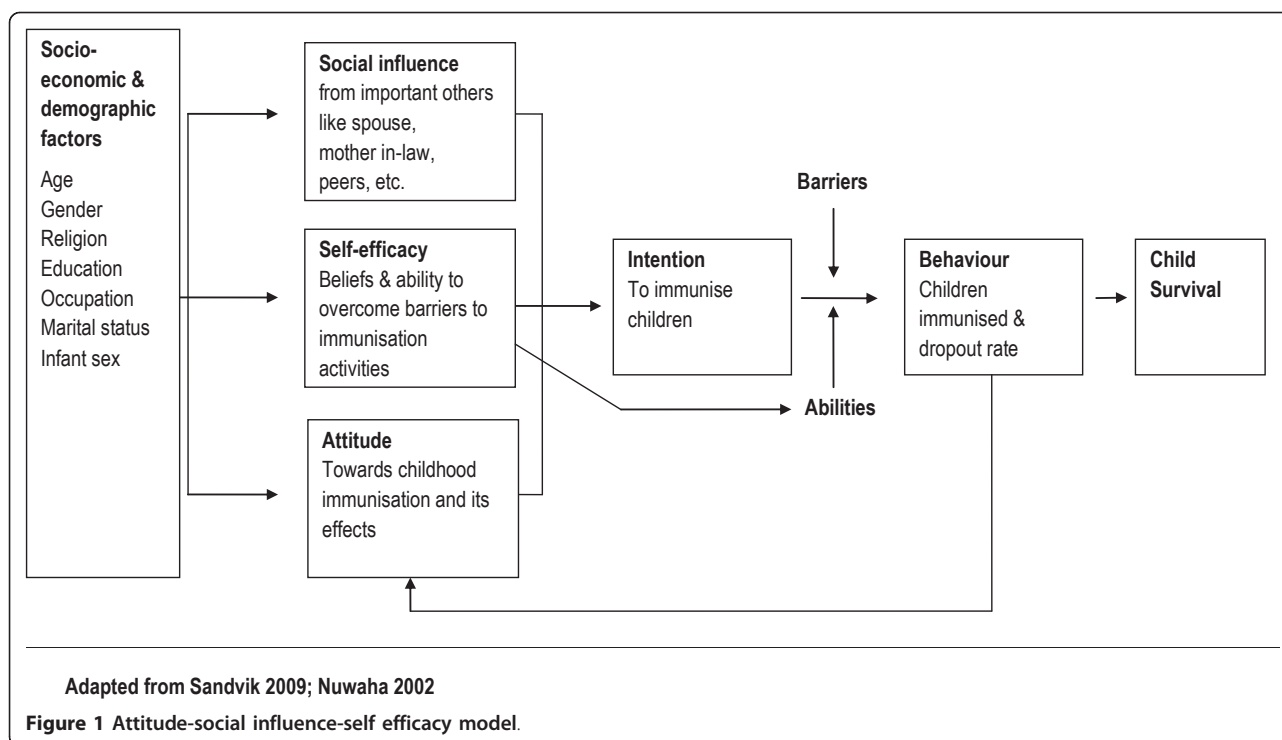 Socio-
economic &
demographic
factors
Age
Gender
Religion
Education
Occupation
Marital status
Infant sex
Social influence
from important others
like spouse,
mother in-law,
peers, etc.
Self-efficacy
Beliefs & ability to
overcome barriers to
immunisation
activities
Attitude
Towards childhood
immunisation and its
effects
Intention
To immunise
children
Barriers
Abilities
Behaviour
Children
immunised &
dropout rate
Child
Survival
Adapted from Sandvik 2009; Nuwaha 2002
Figure 1 Attitude-social influence-self efficacy model.